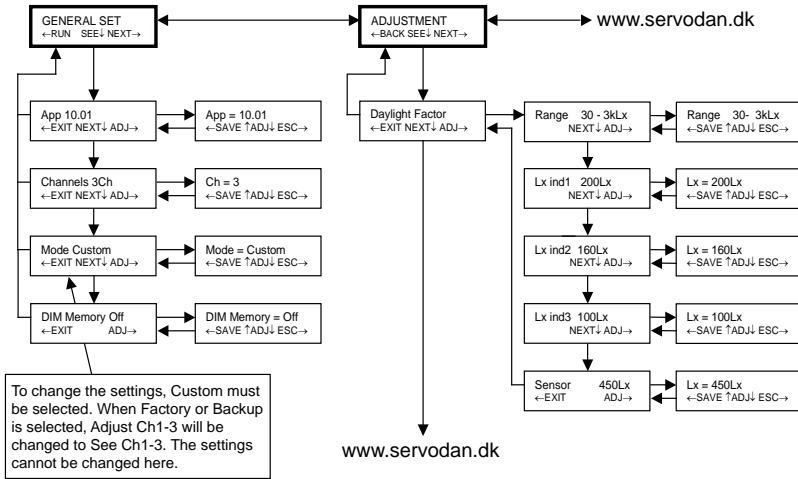 GENERAL SET
←RUN SEE↓ NEXT→
ADJUSTMENT
←BACK SEE↓ NEXT→
www.servodan.dk
App 10.01
←EXIT NEXT↓ ADJ→
App = 10.01
←SAVE ↑ADJ↓ ESC→
Channels 3Ch
←EXIT NEXT↓ ADJ→
Ch = 3
←SAVE ↑ADJ↓ ESC→
Mode Custom
←EXIT NEXT↓ ADJ→
Mode = Custom
←SAVE ↑ADJ↓ ESC→
DIM Memory Off
←EXIT ADJ→
DIM Memory = Off
←SAVE ↑ADJ↓ ESC→
To change the settings, Custom must
be selected. When Factory or Backup
is selected, Adjust Ch1-3 will be
changed to See Ch1-3. The settings
cannot be changed here.
Daylight Factor
←EXIT NEXT↓ ADJ→
Range 30 - 3kLx
NEXT↓ ADJ→
Range 30- 3kLx
←SAVE ↑ADJ↓ ESC→
Lx ind1 200Lx
NEXT↓ ADJ→
Lx = 200Lx
←SAVE ↑ADJ↓ ESC→
Lx ind2 160Lx
NEXT↓ ADJ→
Lx = 160Lx
←SAVE ↑ADJ↓ ESC→
Lx ind3 100Lx
NEXT↓ ADJ→
Lx = 100Lx
←SAVE ↑ADJ↓ ESC→
Sensor 450Lx
←EXIT ADJ→
Lx = 450Lx
←SAVE ↑ADJ↓ ESC→
www.servodan.dk